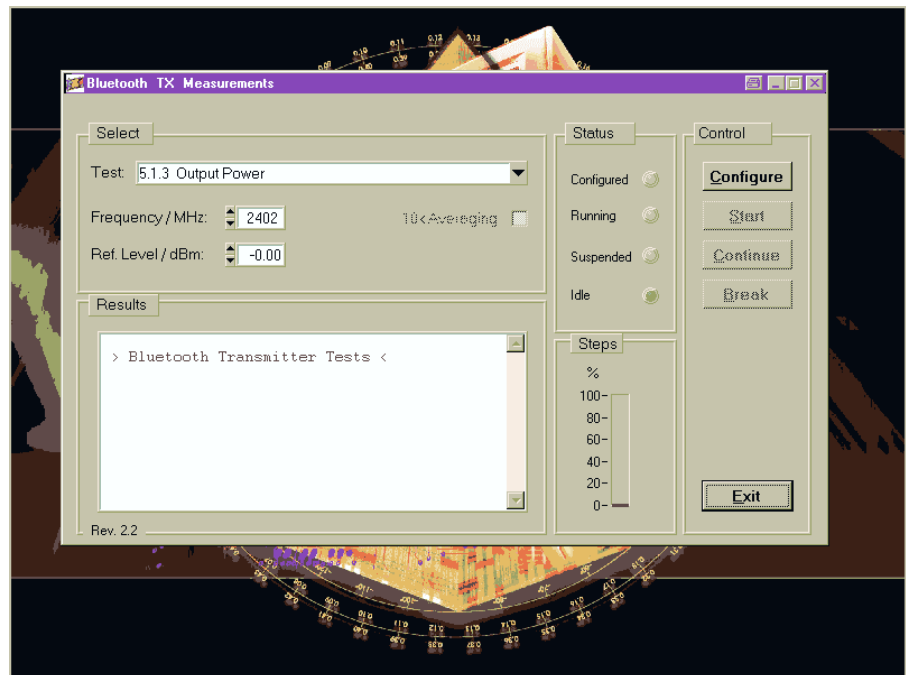 Bluetooth TX Measurements
Select
Test: 5.1.3 Output Power
Frequency / MHz: 2402
10xAvereging
Ref. Level / dBm: -0.00
Results
> Bluetooth Transmitter Tests <
Rev. 2.2
Status
Configured
Running
Suspended
Idle
Steps
%
100-
80-
60-
40-
20-
0-
Control
Configure
Start
Continue
Break
Exit